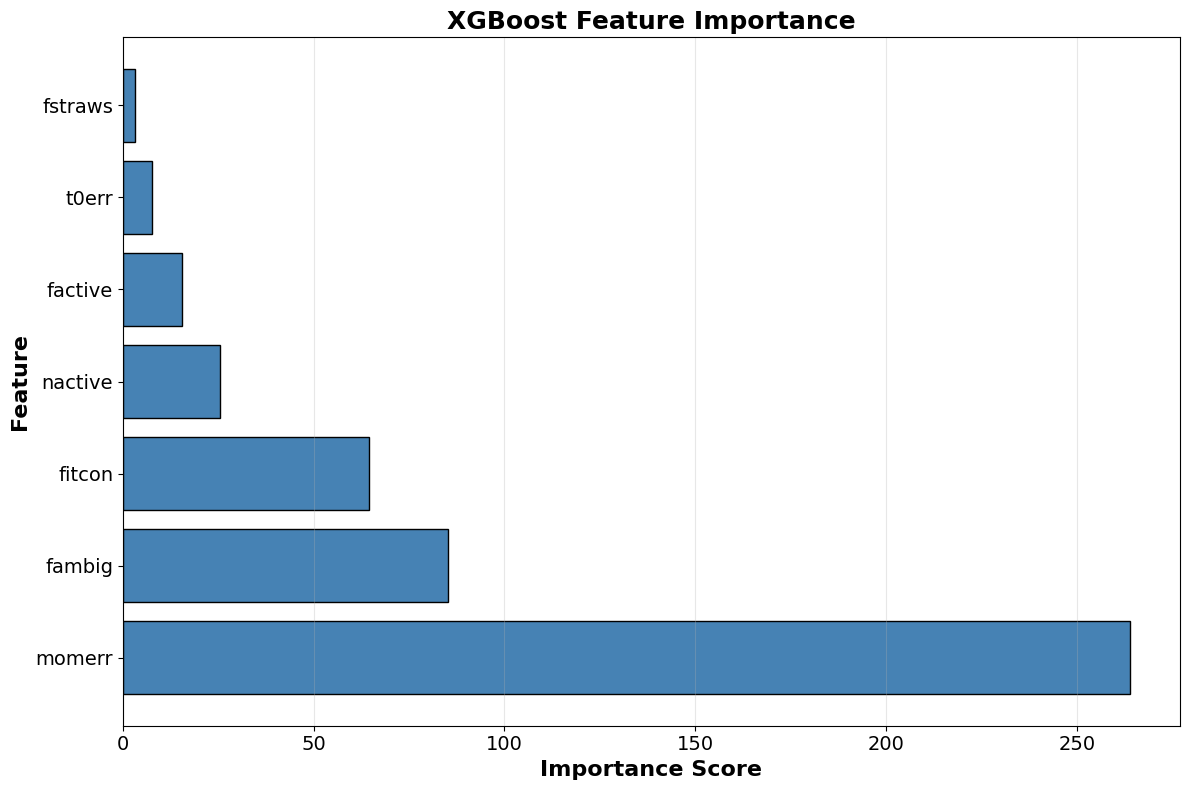 XGBoost Feature Importance
fstraws
t0err
factive
nactive
fitcon
fambig
momerr
Feature
0 50 100 150 200 250
Importance Score